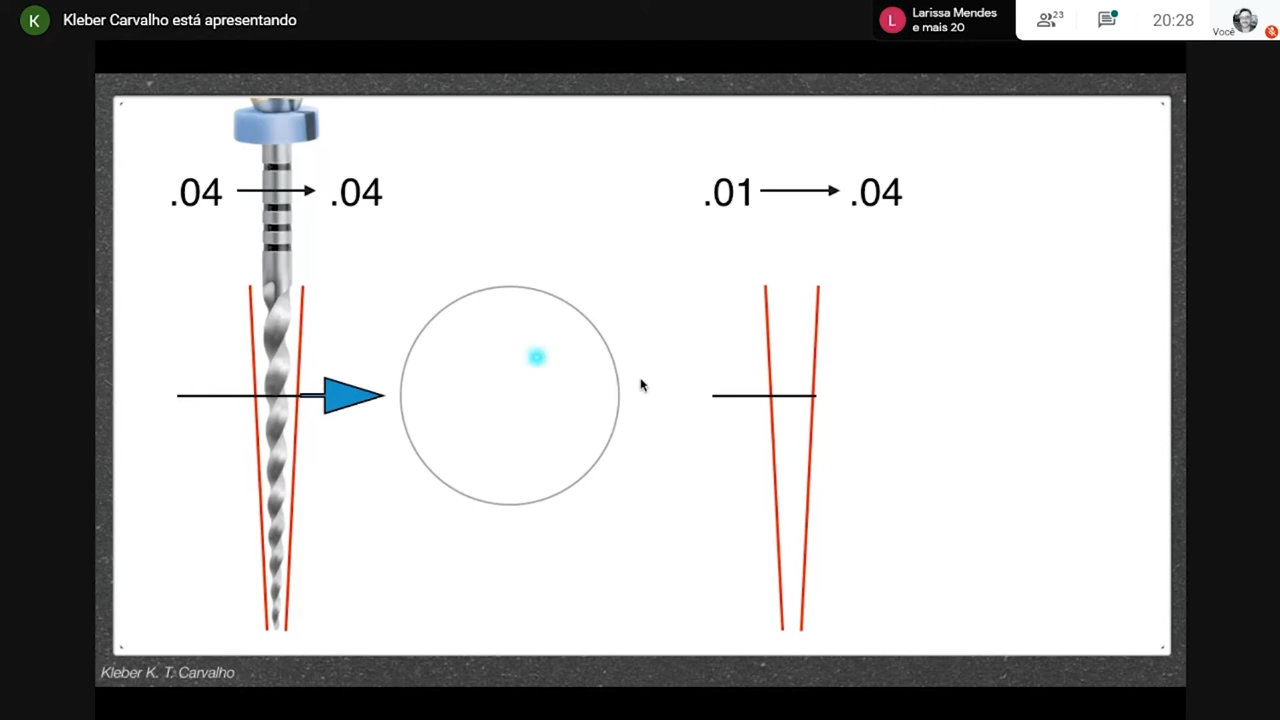 K
Kleber Carvalho está apresentando
L
Larissa Mendes
e mais 20
23
20:28
Você
.04 .04
.01 .04
Kleber K. T. Carvalho